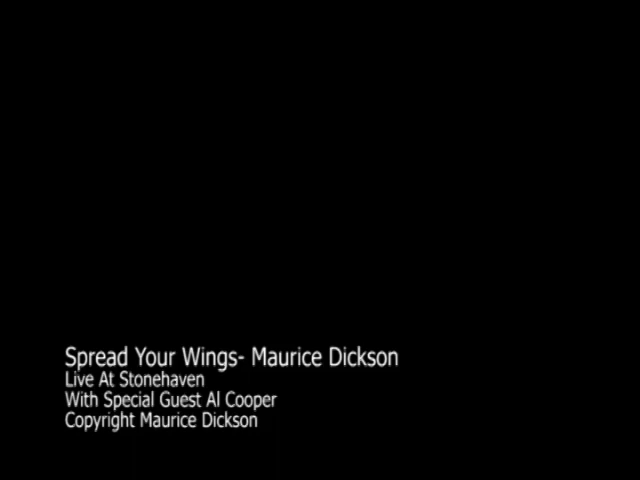 Spread Your Wings- Maurice Dickson
Live At Stonehaven
With Special Guest Al Cooper
Copyright Maurice Dickson